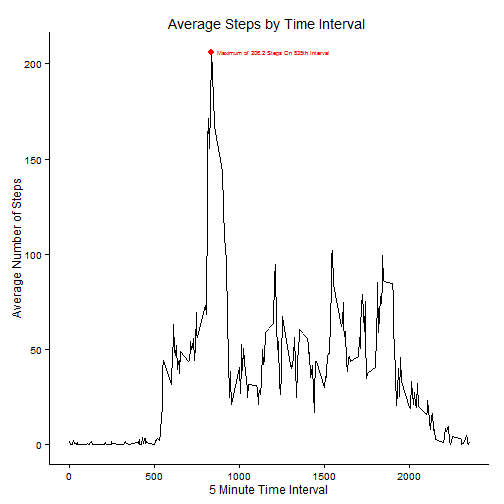 Average Steps by Time Interval
Maximum of 206.2 Steps On 835th Interval
Average Number of Steps
200
150
100
50
0
0
500
1000
1500
2000
5 Minute Time Interval